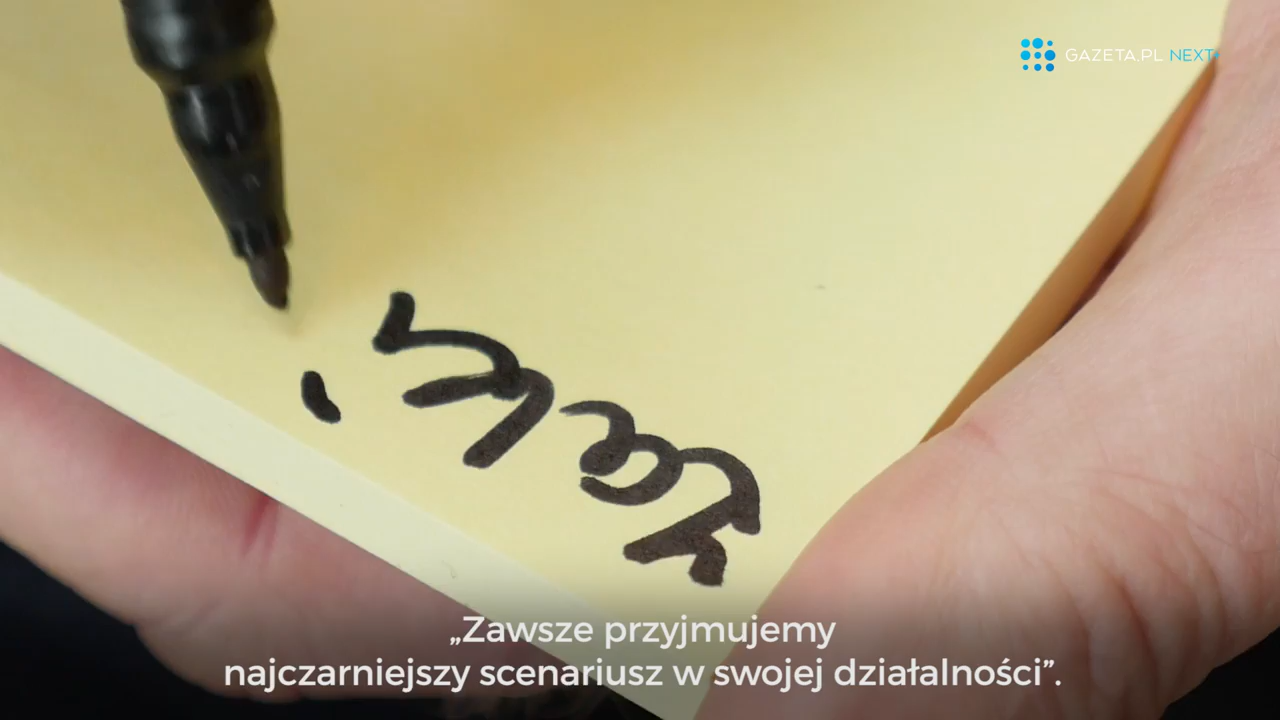 GAZETA.PL NEXT
„Zawsze przyjmujemy
najczarniejszy scenariusz w swojej działalności”.